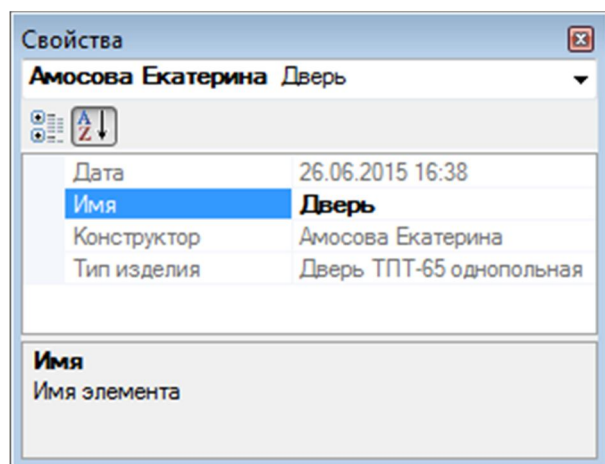 Свойства
Амосова Екатерина Дверь
A
Z
Дата 26.06.2015 16:38
Имя Дверь
Конструктор Амосова Екатерина
Тип изделия Дверь ТПТ-65 однопольная
Имя
Имя элемента